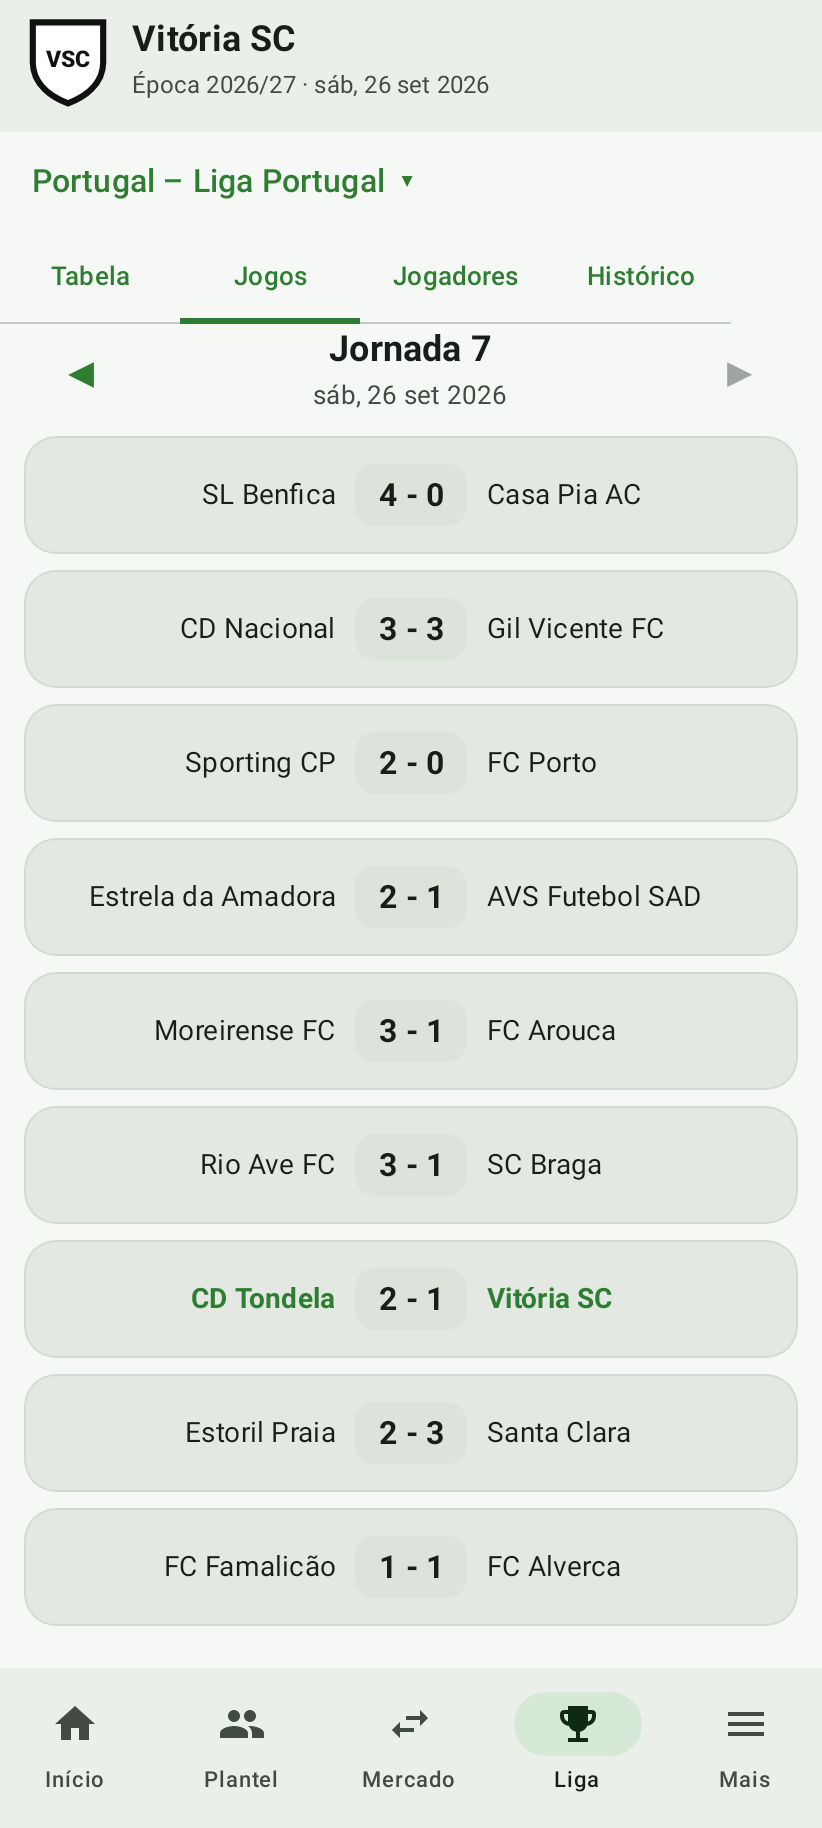 VSC
Vitória SC
Época 2026/27 · sáb, 26 set 2026
Portugal – Liga Portugal ▼
Tabela Jogos Jogadores Histórico
◀ Jornada 7 ▶
sáb, 26 set 2026
SL Benfica 4 - 0 Casa Pia AC
CD Nacional 3 - 3 Gil Vicente FC
Sporting CP 2 - 0 FC Porto
Estrela da Amadora 2 - 1 AVS Futebol SAD
Moreirense FC 3 - 1 FC Arouca
Rio Ave FC 3 - 1 SC Braga
CD Tondela 2 - 1 Vitória SC
Estoril Praia 2 - 3 Santa Clara
FC Famalicão 1 - 1 FC Alverca
Início Plantel Mercado Liga Mais